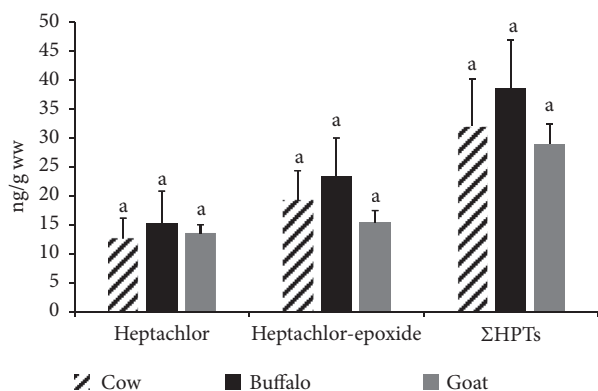 ng/g ww
50
45
40
35
30
25
20
15
10
5
0
a a a
a a a
a a a
Heptachlor Heptachlor-epoxide ΣHPTs
Cow Buffalo Goat